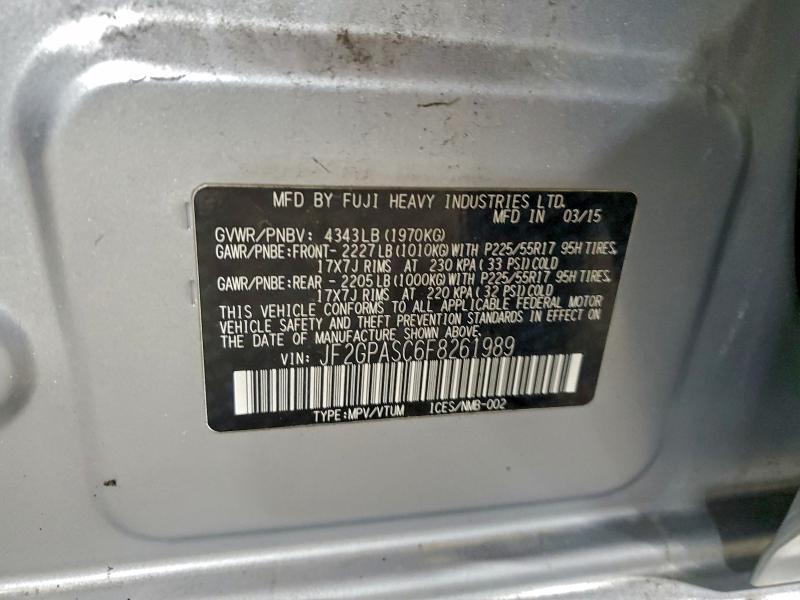 MFD BY FUJI HEAVY INDUSTRIES LTD.
MFD IN 03/15
GVWR/PNBV: 4343LB (1970KG)
GAWR/PNBE:FRONT- 2227LB (1010KG) WITH P225/55R17 95H TIRES,
17X7J RIMS AT 230 KPA (33 PSI) COLD
GAWR/PNBE:REAR - 2205LB (1000KG) WITH P225/55R17 95H TIRES,
17X7J RIMS AT 220 KPA (32 PSI) COLD
THIS VEHICLE CONFORMS TO ALL APPLICABLE FEDERAL MOTOR
VEHICLE SAFETY AND THEFT PREVENTION STANDARDS IN EFFECT ON
THE DATE OF MANUFACTURE SHOWN ABOVE.
VIN: JF2GPASC6F8261989
TYPE:MPV/VTUM ICES/NMB-002